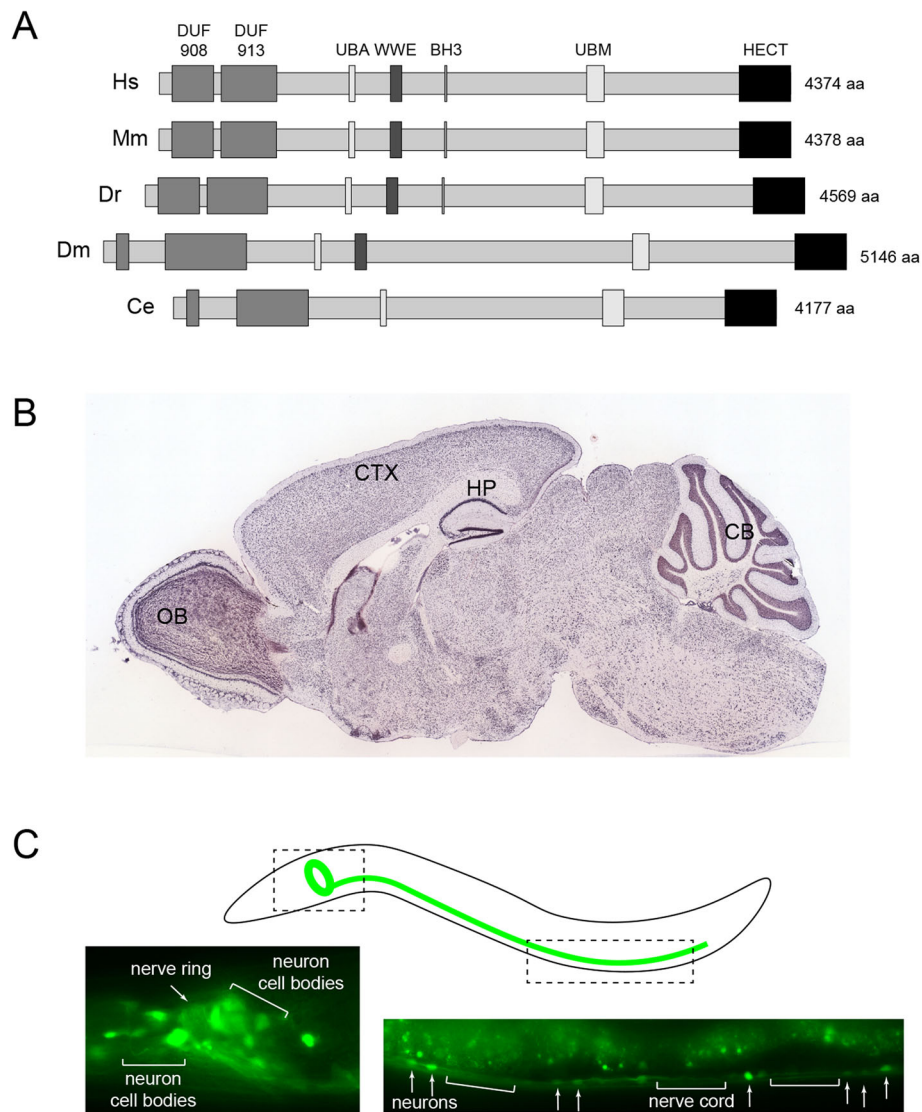 A
DUF
908
DUF
913
UBA WWE BH3 UBM HECT
Hs 4374 aa
Mm 4378 aa
Dr 4569 aa
Dm 5146 aa
Ce 4177 aa
B
CTX
HP
CB
OB
C
nerve ring
neuron
cell bodies
neuron
cell bodies
neurons
nerve cord